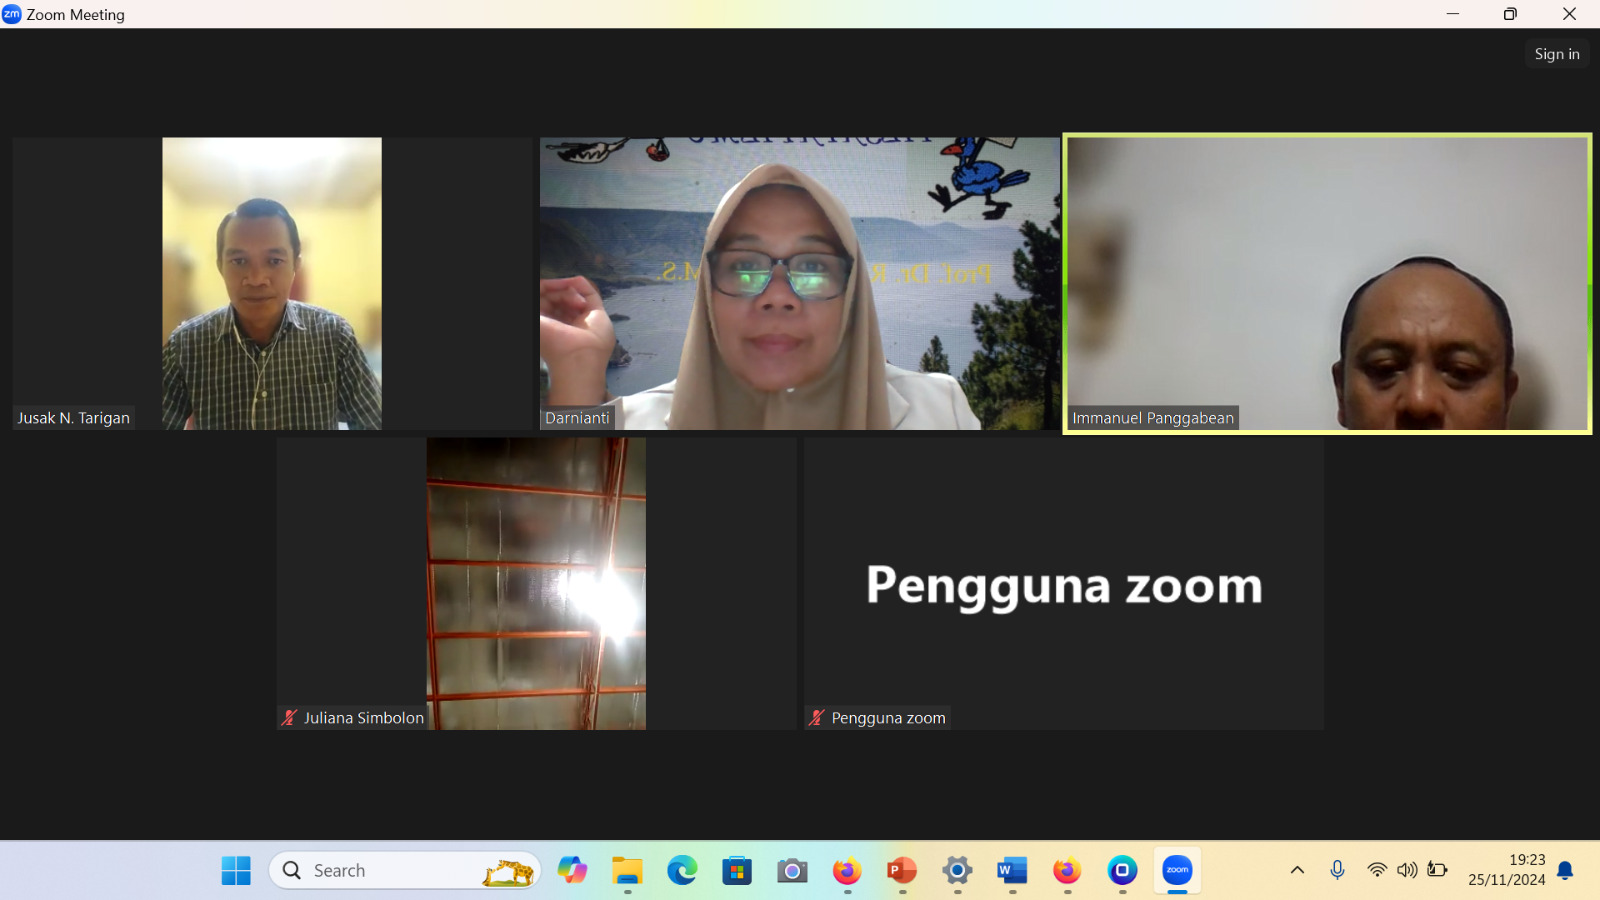 Zoom Meeting
Sign in
Prof. Dr. R
M.S.
Jusak N. Tarigan
Darnianti
Immanuel Panggabean
Pengguna zoom
Juliana Simbolon
Pengguna zoom
Search
zoom
19:23
25/11/2024